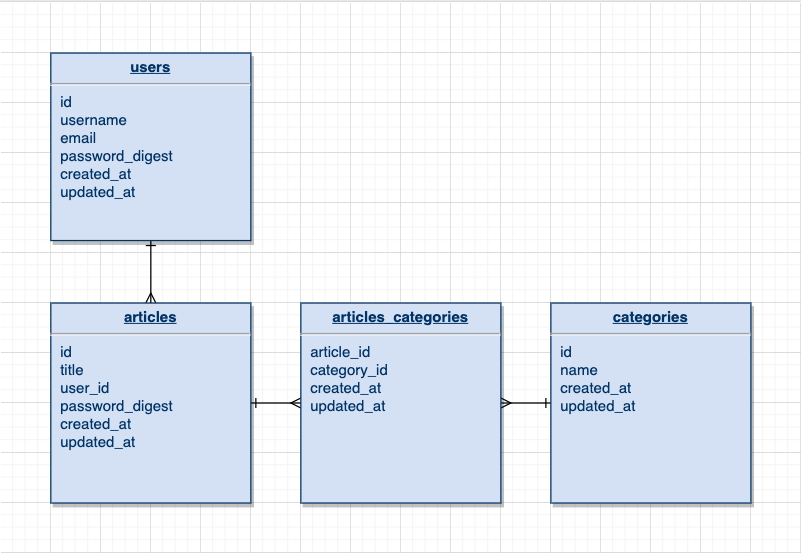 users
id
username
email
password_digest
created_at
updated_at
articles
id
title
user_id
password_digest
created_at
updated_at
articles_categories
article_id
category_id
created_at
updated_at
categories
id
name
created_at
updated_at